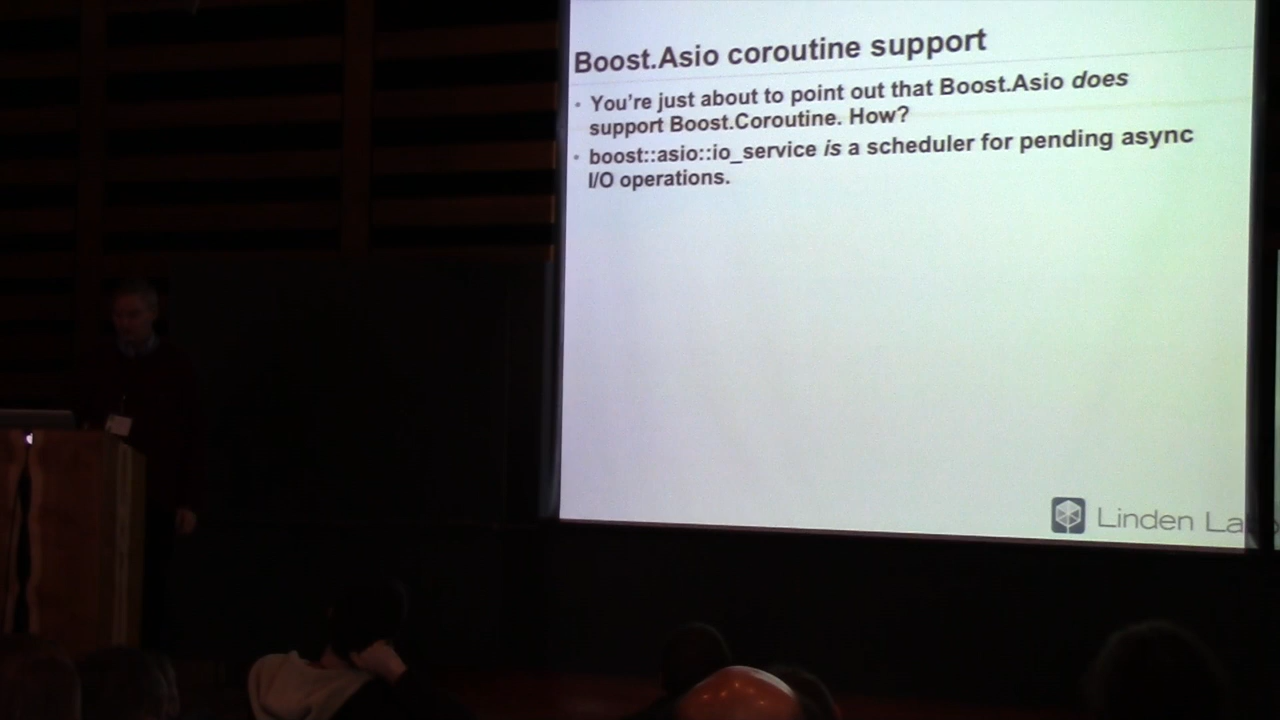 Boost.Asio coroutine support
• You're just about to point out that Boost.Asio does
support Boost.Coroutine. How?
• boost::asio::io_service is a scheduler for pending async
I/O operations.
Linden Lab